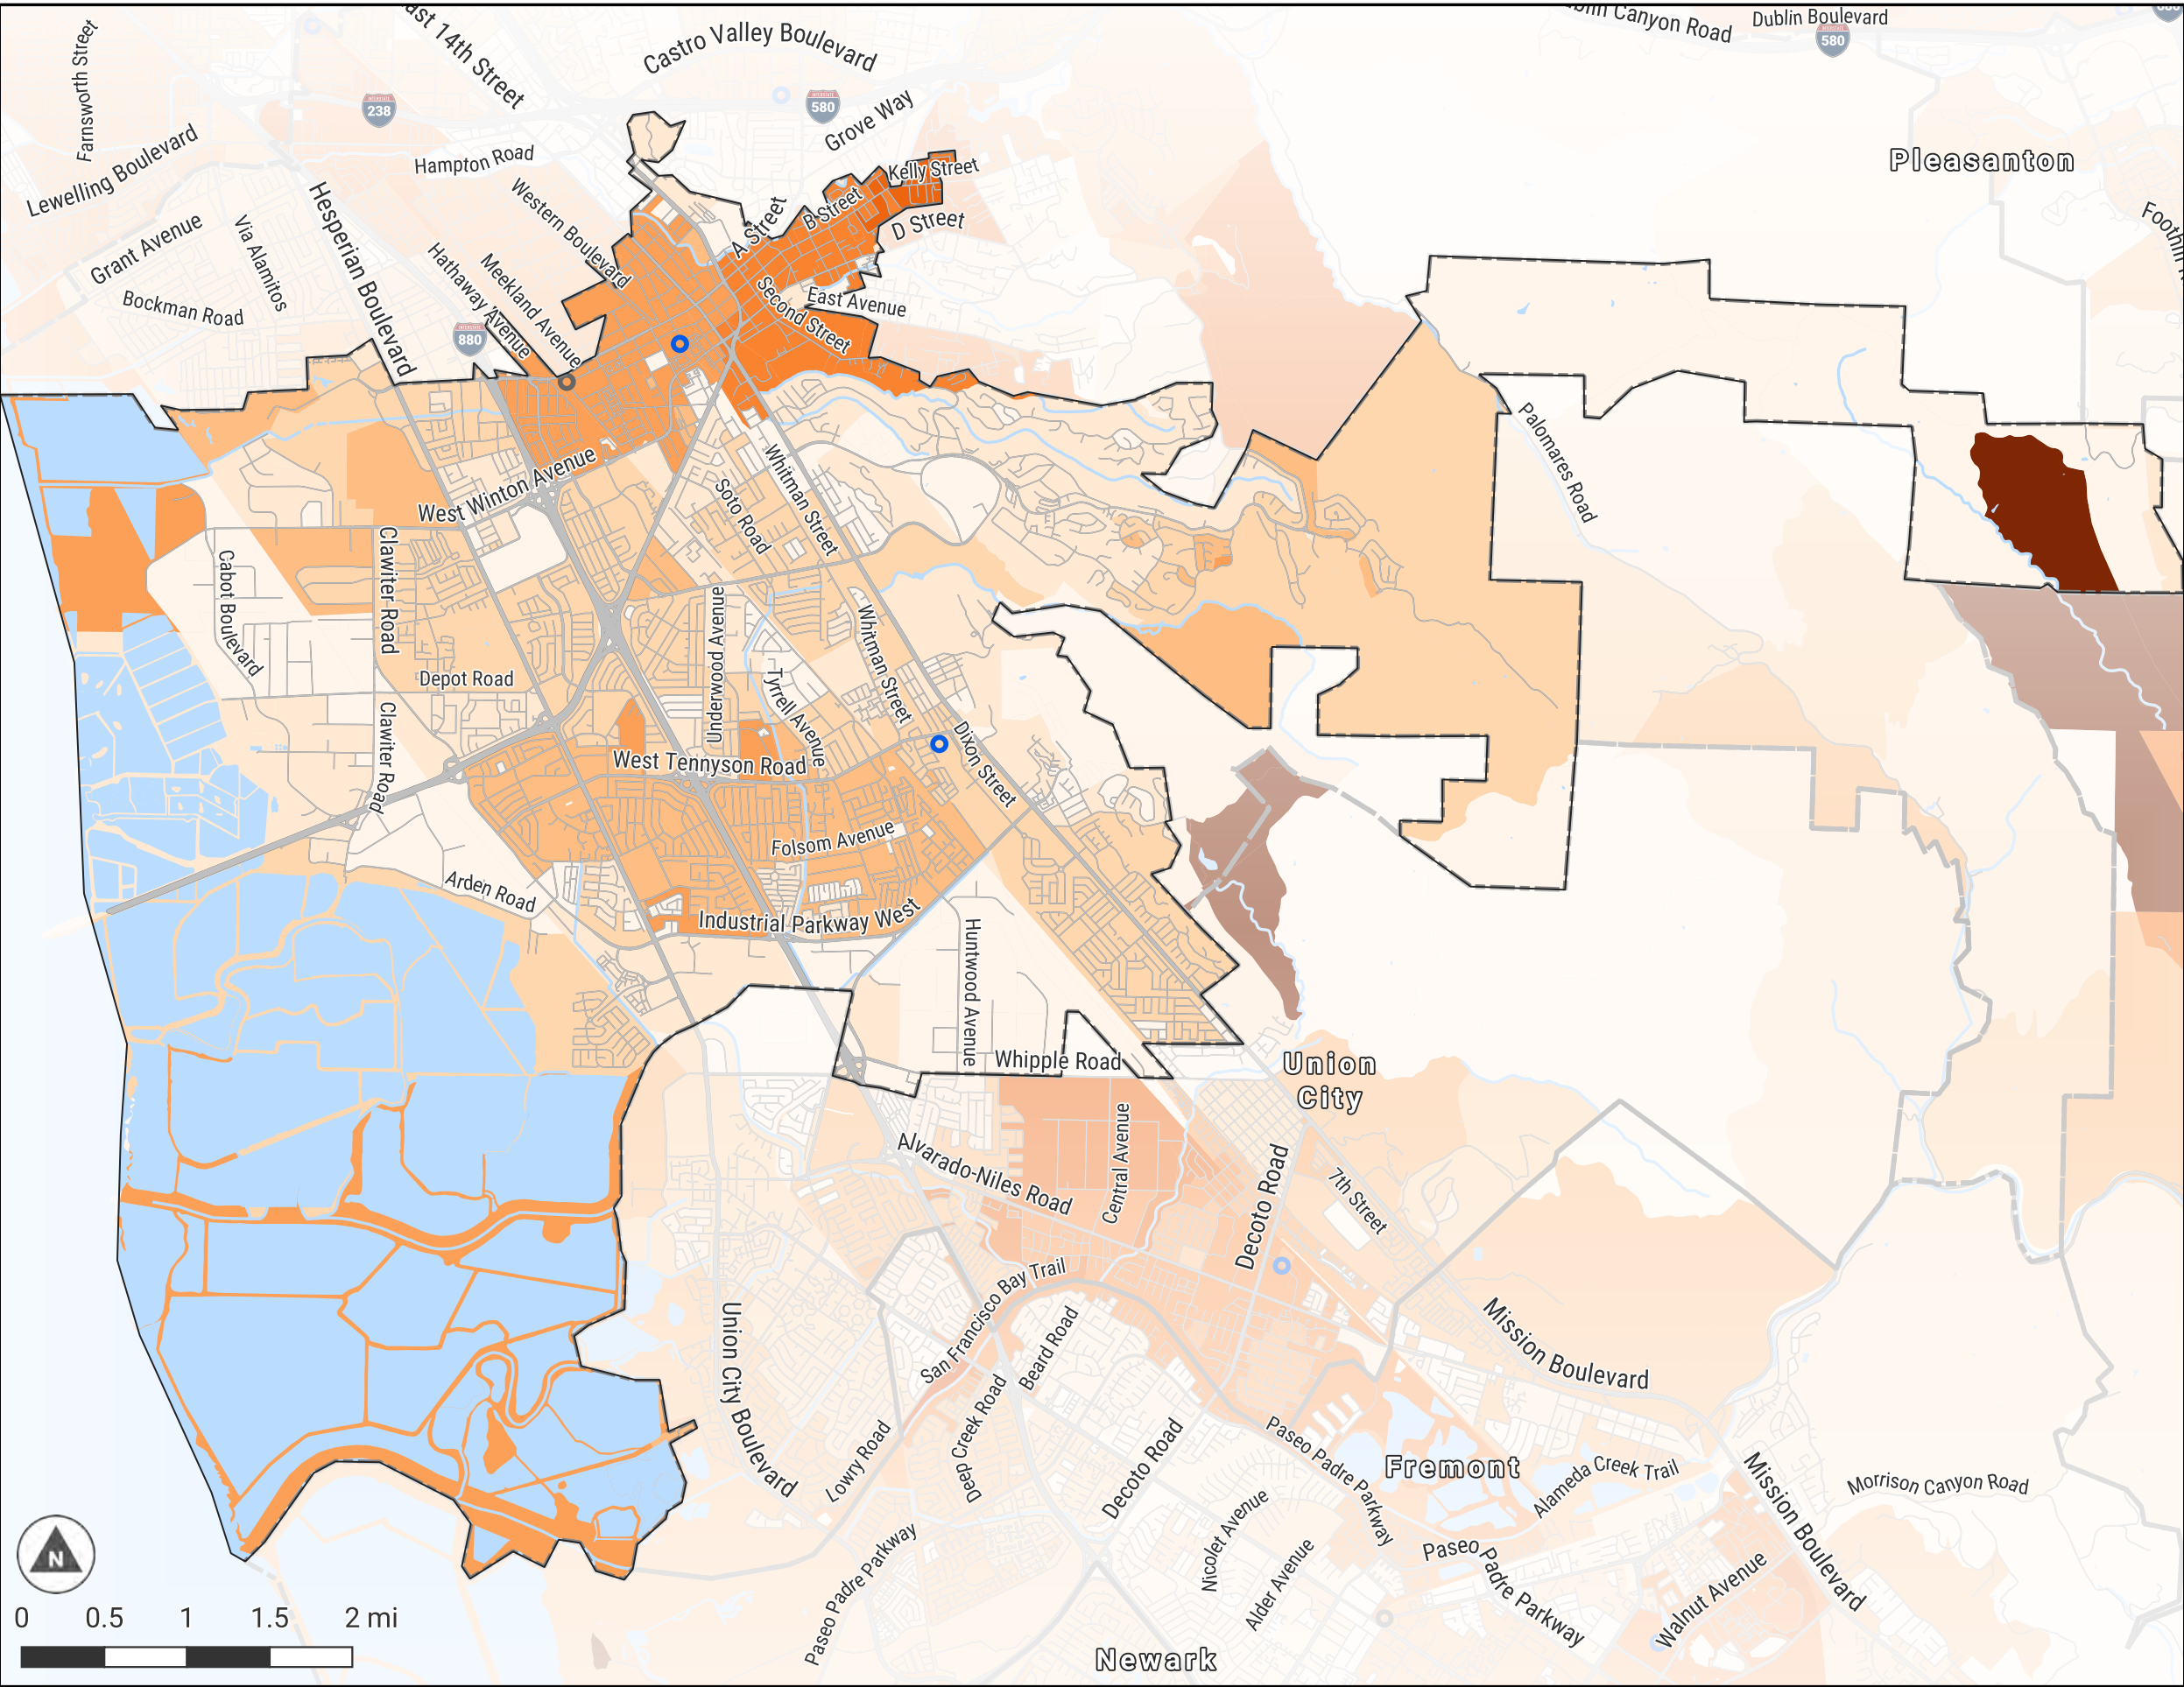 Farnsworth Street
East 14th Street
Castro Valley Boulevard
Dublin Boulevard
Canyon Road
INTERSTATE
580
INTERSTATE
238
INTERSTATE
580
Grove Way
Lewelling Boulevard
Hampton Road
Kelly Street
Pleasanton
Western Boulevard
A Street
B Street
D Street
Grant Avenue
Via Alamitos
Hesperian Boulevard
Hathaway Avenue
Meekland Avenue
Bockman Road
Second Street
East Avenue
INTERSTATE
880
Palomares Road
West Winton Avenue
Soto Road
Whitman Street
Cabot Boulevard
Clawiter Road
Underwood Avenue
Whitman Street
Depot Road
Tyrrell Avenue
Clawiter Road
West Tennyson Road
Dixon Street
Folsom Avenue
Arden Road
Industrial Parkway West
Huntwood Avenue
Whipple Road
Union
City
Alvarado-Niles Road
Central Avenue
Decoto Road
7th Street
San Francisco Bay Trail
Beard Road
Union City Boulevard
Mission Boulevard
Lowry Road
Deep Creek Road
Decoto Road
Paseo Padre Parkway
Fremont
Alameda Creek Trail
Mission Boulevard
Morrison Canyon Road
Paseo Padre Parkway
Nicolet Avenue
Alder Avenue
Paseo Padre Parkway
Walnut Avenue
Newark
N
0 0.5 1 1.5 2 mi